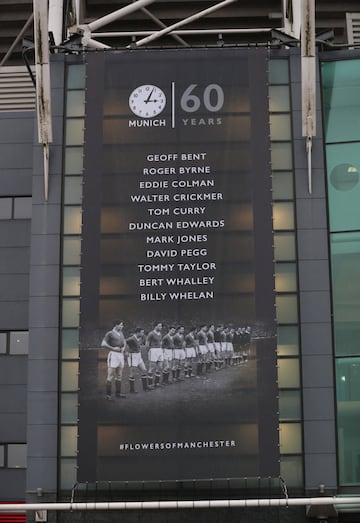 MUNICH
60
YEARS
GEOFF BENT
ROGER BYRNE
EDDIE COLMAN
WALTER CRICKMER
TOM CURRY
DUNCAN EDWARDS
MARK JONES
DAVID PEGG
TOMMY TAYLOR
BERT WHALLEY
BILLY WHELAN
#FLOWERSOFMANCHESTER